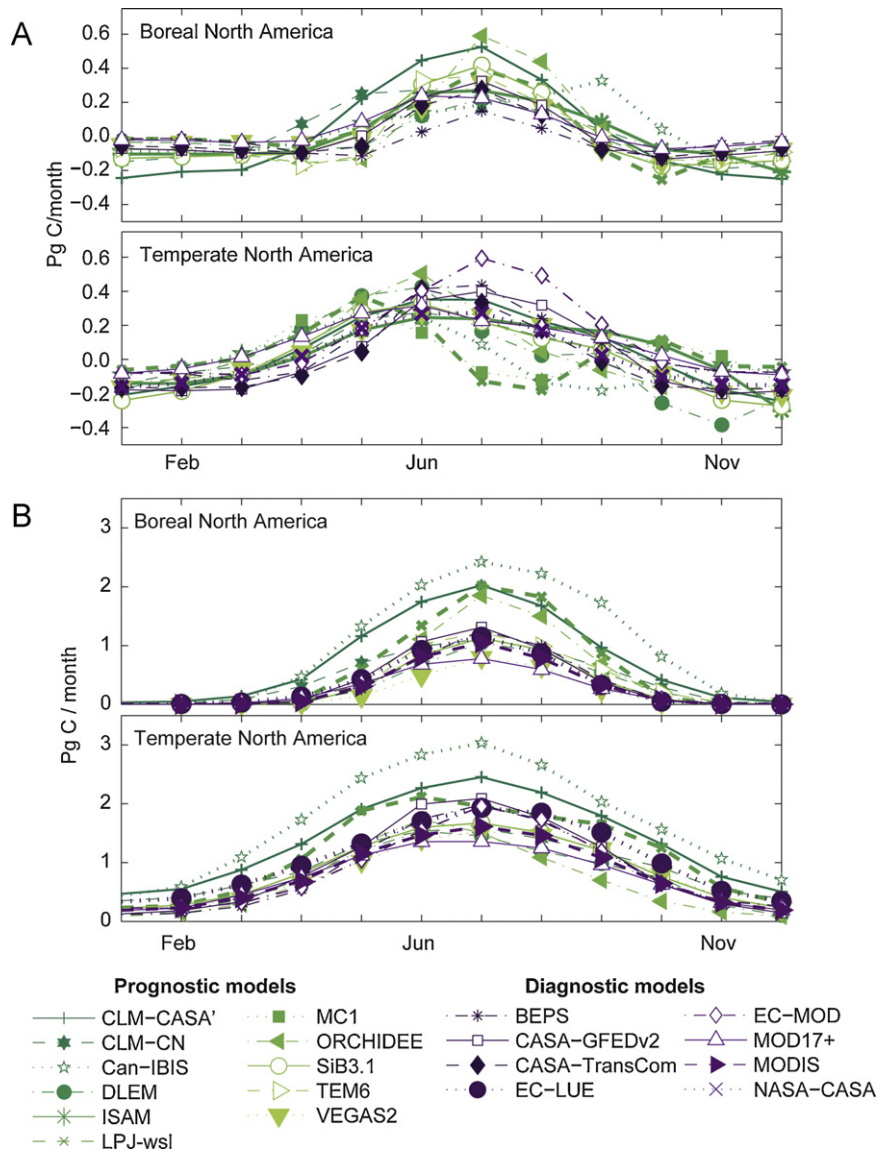 A
Boreal North America
0.6
0.4
0.2
0.0
−0.2
−0.4
Pg C/month
Temperate North America
0.6
0.4
0.2
0.0
−0.2
−0.4
Feb Jun Nov
B
Boreal North America
3
2
1
0
Pg C / month
Temperate North America
3
2
1
0
Feb Jun Nov
Prognostic models
CLM−CASA'
CLM−CN
Can−IBIS
DLEM
ISAM
LPJ−wsl
MC1
ORCHIDEE
SiB3.1
TEM6
VEGAS2
Diagnostic models
BEPS
CASA−GFEDv2
CASA−TransCom
EC−LUE
EC−MOD
MOD17+
MODIS
NASA−CASA